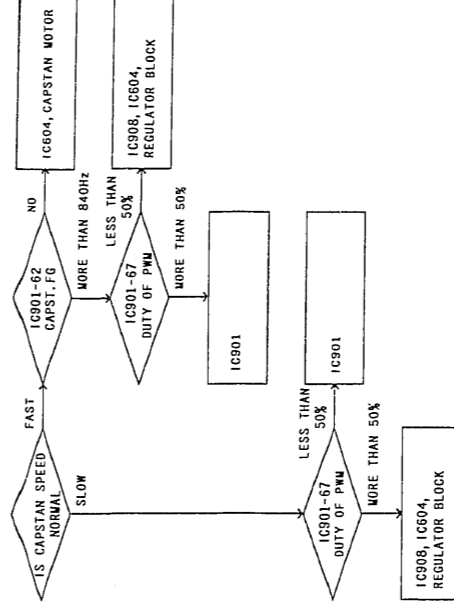 IS CAPSTAN SPEED
NORMAL
FAST
SLOW
IC901-62
CAPST.FG
NO
MORE THAN 840Hz
IC604,CAPSTAN MOTOR
IC901-67
DUTY OF PWM
LESS THAN
50%
MORE THAN 50%
IC908,IC604,
REGULATOR BLOCK
IC901
IC901-67
DUTY OF PWM
LESS THAN
50%
MORE THAN 50%
IC901
IC908,IC604,
REGULATOR BLOCK